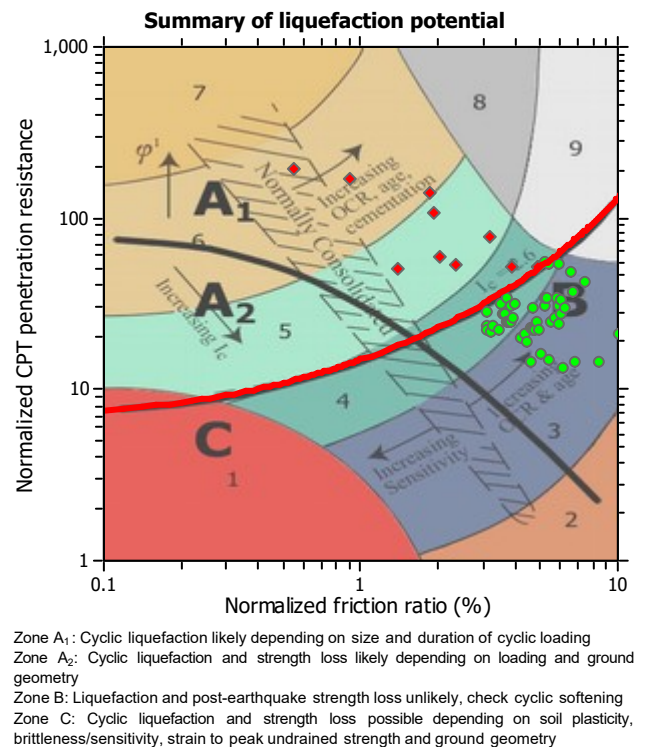 Summary of liquefaction potential
1,000
100
10
1
Normalized CPT penetration resistance
7
8
9
φ'
A1
Increasing
OCR, age,
cementation
Normally Consolidated
6
A2
Increasing Ic
5
B
4
Increasing
OCR & age
C
1
Increasing
Sensitivity
3
2
0.1
1
10
Normalized friction ratio (%)
Zone A1: Cyclic liquefaction likely depending on size and duration of cyclic loading
Zone A2: Cyclic liquefaction and strength loss likely depending on loading and ground
geometry
Zone B: Liquefaction and post-earthquake strength loss unlikely, check cyclic softening
Zone C: Cyclic liquefaction and strength loss possible depending on soil plasticity,
brittleness/sensitivity, strain to peak undrained strength and ground geometry